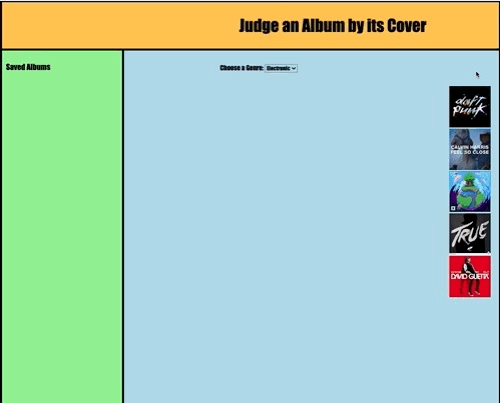 Judge an Album by its Cover
Saved Albums
Choose a Genre: Electronic
daft
punk
CALVIN HARRIS
FEEL SO CLOSE
TRUE
DAVID GUETTA